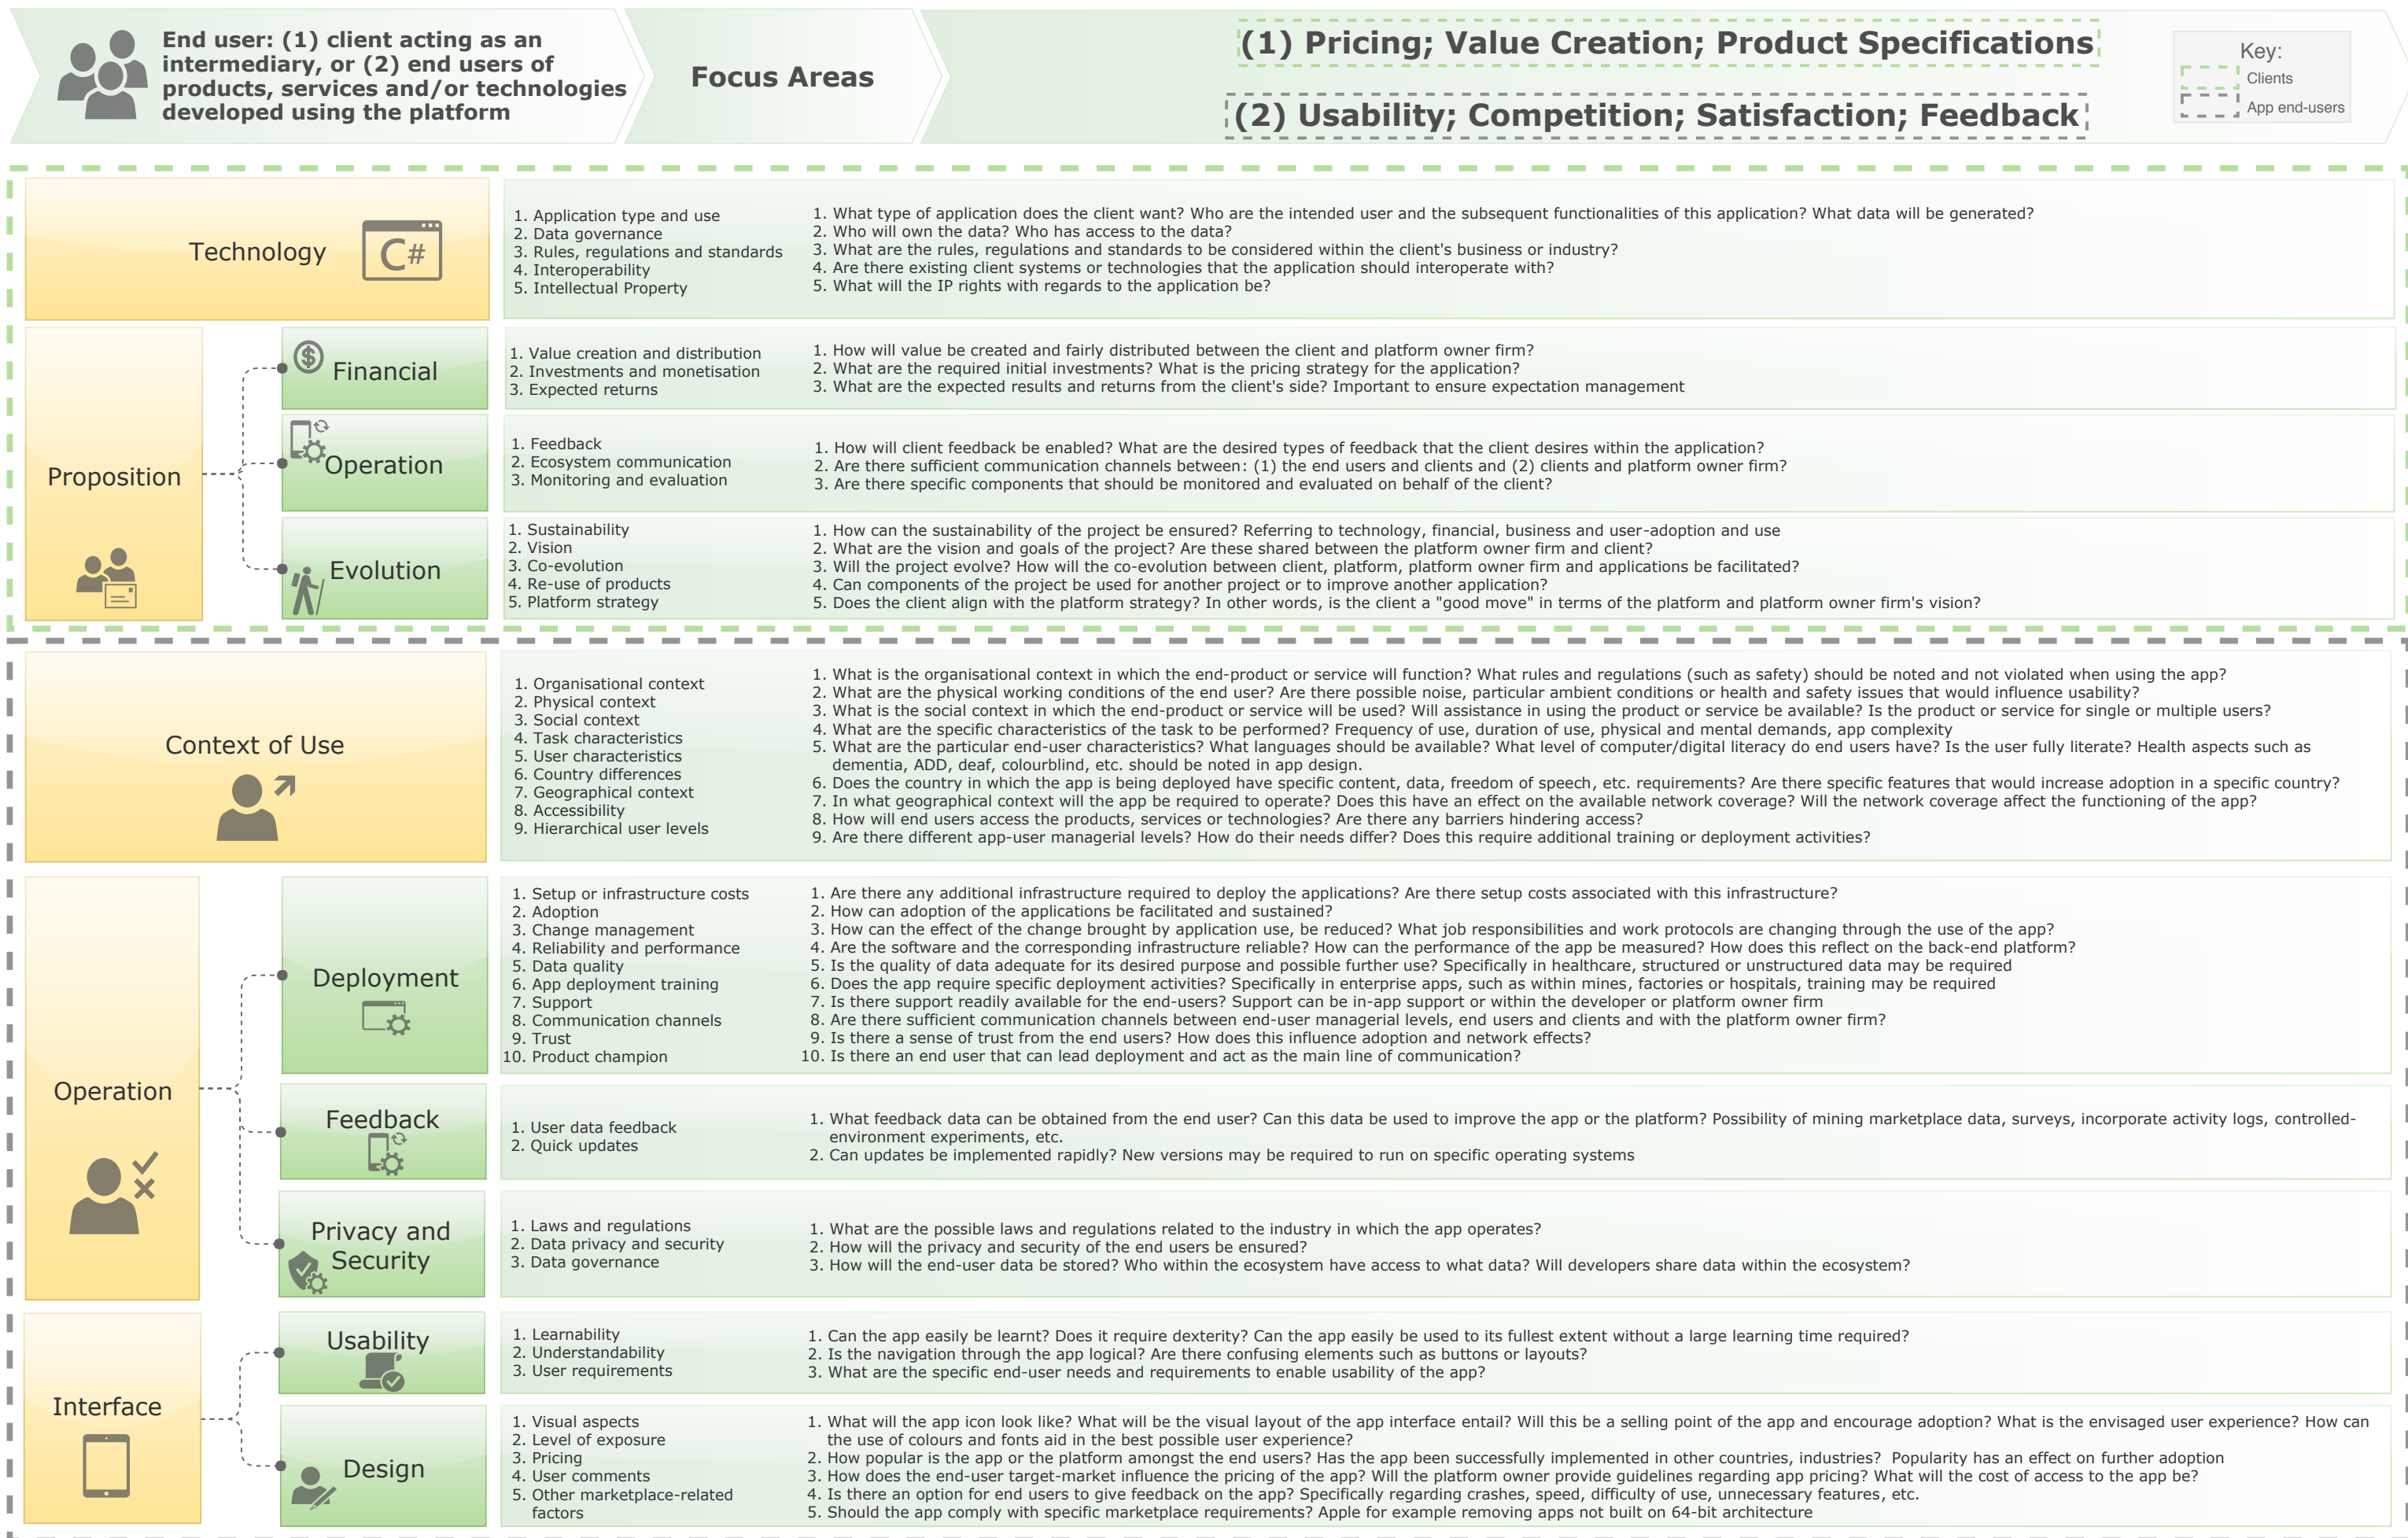 End user: (1) client acting as an
intermediary, or (2) end users of
products, services and/or technologies
developed using the platform
Focus Areas
(1) Pricing; Value Creation; Product Specifications
(2) Usability; Competition; Satisfaction; Feedback
Key:
Clients
App end-users
Technology
C#
1. Application type and use
2. Data governance
3. Rules, regulations and standards
4. Interoperability
5. Intellectual Property
1. What type of application does the client want? Who are the intended user and the subsequent functionalities of this application? What data will be generated?
2. Who will own the data? Who has access to the data?
3. What are the rules, regulations and standards to be considered within the client's business or industry?
4. Are there existing client systems or technologies that the application should interoperate with?
5. What will the IP rights with regards to the application be?
Proposition
Financial
1. Value creation and distribution
2. Investments and monetisation
3. Expected returns
1. How will value be created and fairly distributed between the client and platform owner firm?
2. What are the required initial investments? What is the pricing strategy for the application?
3. What are the expected results and returns from the client's side? Important to ensure expectation management
Operation
1. Feedback
2. Ecosystem communication
3. Monitoring and evaluation
1. How will client feedback be enabled? What are the desired types of feedback that the client desires within the application?
2. Are there sufficient communication channels between: (1) the end users and clients and (2) clients and platform owner firm?
3. Are there specific components that should be monitored and evaluated on behalf of the client?
Evolution
1. Sustainability
2. Vision
3. Co-evolution
4. Re-use of products
5. Platform strategy
1. How can the sustainability of the project be ensured? Referring to technology, financial, business and user-adoption and use
2. What are the vision and goals of the project? Are these shared between the platform owner firm and client?
3. Will the project evolve? How will the co-evolution between client, platform, platform owner firm and applications be facilitated?
4. Can components of the project be used for another project or to improve another application?
5. Does the client align with the platform strategy? In other words, is the client a "good move" in terms of the platform and platform owner firm's vision?
Context of Use
1. Organisational context
2. Physical context
3. Social context
4. Task characteristics
5. User characteristics
6. Country differences
7. Geographical context
8. Accessibility
9. Hierarchical user levels
1. What is the organisational context in which the end-product or service will function? What rules and regulations (such as safety) should be noted and not violated when using the app?
2. What are the physical working conditions of the end user? Are there possible noise, particular ambient conditions or health and safety issues that would influence usability?
3. What is the social context in which the end-product or service will be used? Will assistance in using the product or service be available? Is the product or service for single or multiple users?
4. What are the specific characteristics of the task to be performed? Frequency of use, duration of use, physical and mental demands, app complexity
5. What are the particular end-user characteristics? What languages should be available? What level of computer/digital literacy do end users have? Is the user fully literate? Health aspects such as
dementia, ADD, deaf, colourblind, etc. should be noted in app design.
6. Does the country in which the app is being deployed have specific content, data, freedom of speech, etc. requirements? Are there specific features that would increase adoption in a specific country?
7. In what geographical context will the app be required to operate? Does this have an effect on the available network coverage? Will the network coverage affect the functioning of the app?
8. How will end users access the products, services or technologies? Are there any barriers hindering access?
9. Are there different app-user managerial levels? How do their needs differ? Does this require additional training or deployment activities?
Operation
Deployment
1. Setup or infrastructure costs
2. Adoption
3. Change management
4. Reliability and performance
5. Data quality
6. App deployment training
7. Support
8. Communication channels
9. Trust
10. Product champion
1. Are there any additional infrastructure required to deploy the applications? Are there setup costs associated with this infrastructure?
2. How can adoption of the applications be facilitated and sustained?
3. How can the effect of the change brought by application use, be reduced? What job responsibilities and work protocols are changing through the use of the app?
4. Are the software and the corresponding infrastructure reliable? How can the performance of the app be measured? How does this reflect on the back-end platform?
5. Is the quality of data adequate for its desired purpose and possible further use? Specifically in healthcare, structured or unstructured data may be required
6. Does the app require specific deployment activities? Specifically in enterprise apps, such as within mines, factories or hospitals, training may be required
7. Is there support readily available for the end-users? Support can be in-app support or within the developer or platform owner firm
8. Are there sufficient communication channels between end-user managerial levels, end users and clients and with the platform owner firm?
9. Is there a sense of trust from the end users? How does this influence adoption and network effects?
10. Is there an end user that can lead deployment and act as the main line of communication?
Feedback
1. User data feedback
2. Quick updates
1. What feedback data can be obtained from the end user? Can this data be used to improve the app or the platform? Possibility of mining marketplace data, surveys, incorporate activity logs, controlled-
environment experiments, etc.
2. Can updates be implemented rapidly? New versions may be required to run on specific operating systems
Privacy and
Security
1. Laws and regulations
2. Data privacy and security
3. Data governance
1. What are the possible laws and regulations related to the industry in which the app operates?
2. How will the privacy and security of the end users be ensured?
3. How will the end-user data be stored? Who within the ecosystem have access to what data? Will developers share data within the ecosystem?
Interface
Usability
1. Learnability
2. Understandability
3. User requirements
1. Can the app easily be learnt? Does it require dexterity? Can the app easily be used to its fullest extent without a large learning time required?
2. Is the navigation through the app logical? Are there confusing elements such as buttons or layouts?
3. What are the specific end-user needs and requirements to enable usability of the app?
Design
1. Visual aspects
2. Level of exposure
3. Pricing
4. User comments
5. Other marketplace-related
factors
1. What will the app icon look like? What will be the visual layout of the app interface entail? Will this be a selling point of the app and encourage adoption? What is the envisaged user experience? How can
the use of colours and fonts aid in the best possible user experience?
2. How popular is the app or the platform amongst the end users? Has the app been successfully implemented in other countries, industries? Popularity has an effect on further adoption
3. How does the end-user target-market influence the pricing of the app? Will the platform owner provide guidelines regarding app pricing? What will the cost of access to the app be?
4. Is there an option for end users to give feedback on the app? Specifically regarding crashes, speed, difficulty of use, unnecessary features, etc.
5. Should the app comply with specific marketplace requirements? Apple for example removing apps not built on 64-bit architecture